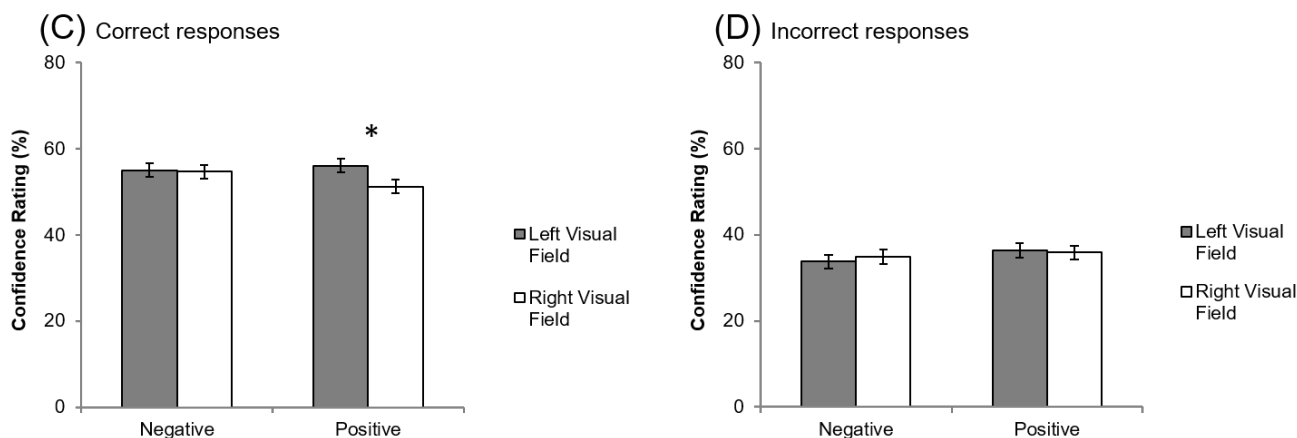 (C) Correct responses
80
60
40
20
0
Confidence Rating (%)
*
Negative
Positive
Left Visual
Field
Right Visual
Field
(D) Incorrect responses
80
60
40
20
0
Confidence Rating (%)
Negative
Positive
Left Visual
Field
Right Visual
Field